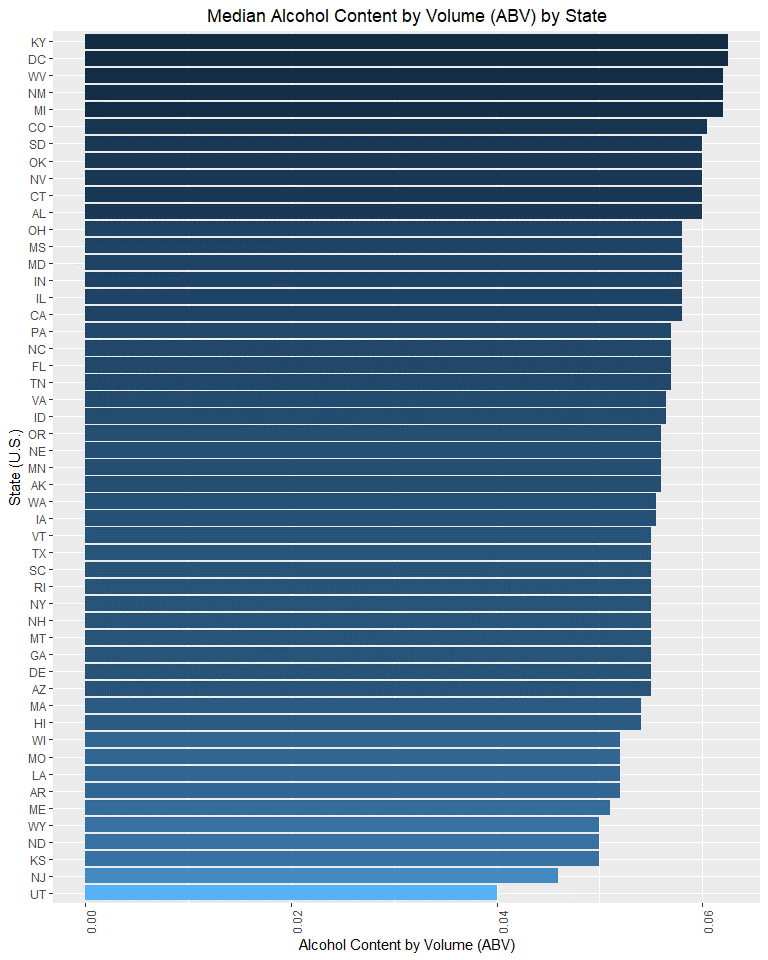 Median Alcohol Content by Volume (ABV) by State
State (U.S.)
KY
DC
WV
NM
MI
CO
SD
OK
NV
CT
AL
OH
MS
MD
IN
IL
CA
PA
NC
FL
TN
VA
ID
OR
NE
MN
AK
WA
IA
VT
TX
SC
RI
NY
NH
MT
GA
DE
AZ
MA
HI
WI
MO
LA
AR
ME
WY
ND
KS
NJ
UT
0.00
0.02
0.04
0.06
Alcohol Content by Volume (ABV)